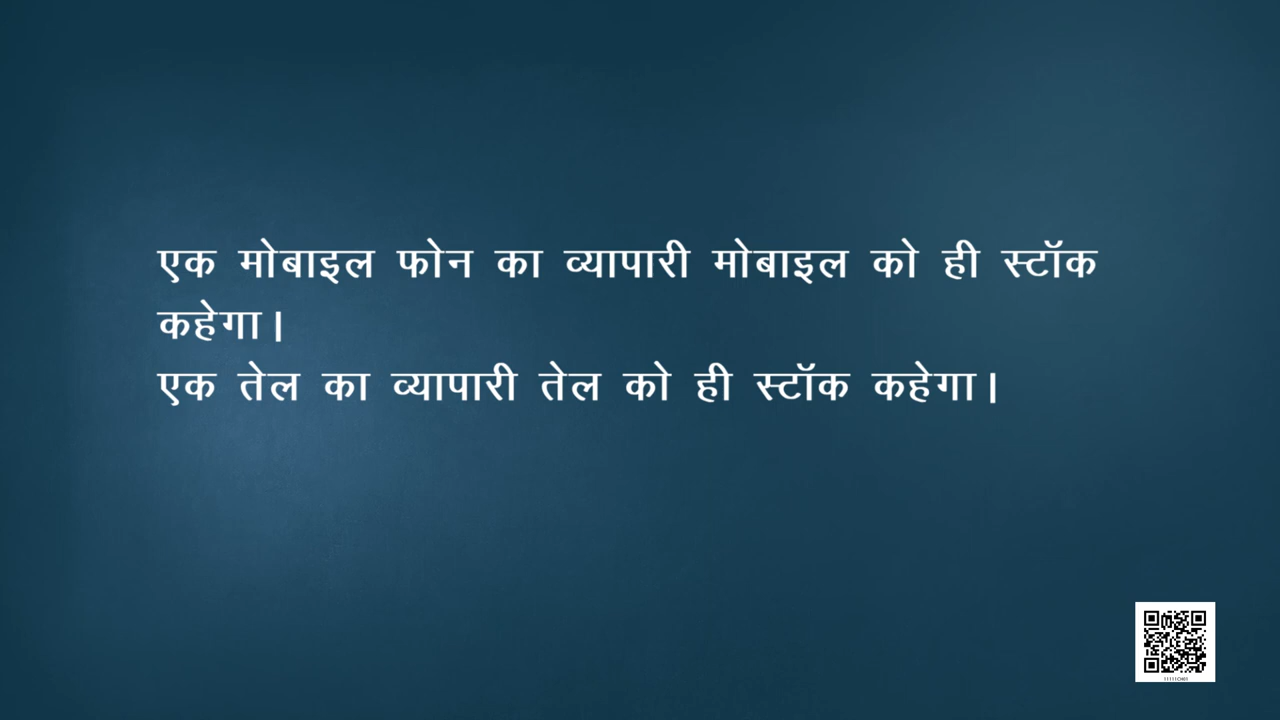 एक मोबाइल फोन का व्यापारी मोबाइल को ही स्टॉक
कहेगा।
एक तेल का व्यापारी तेल को ही स्टॉक कहेगा।